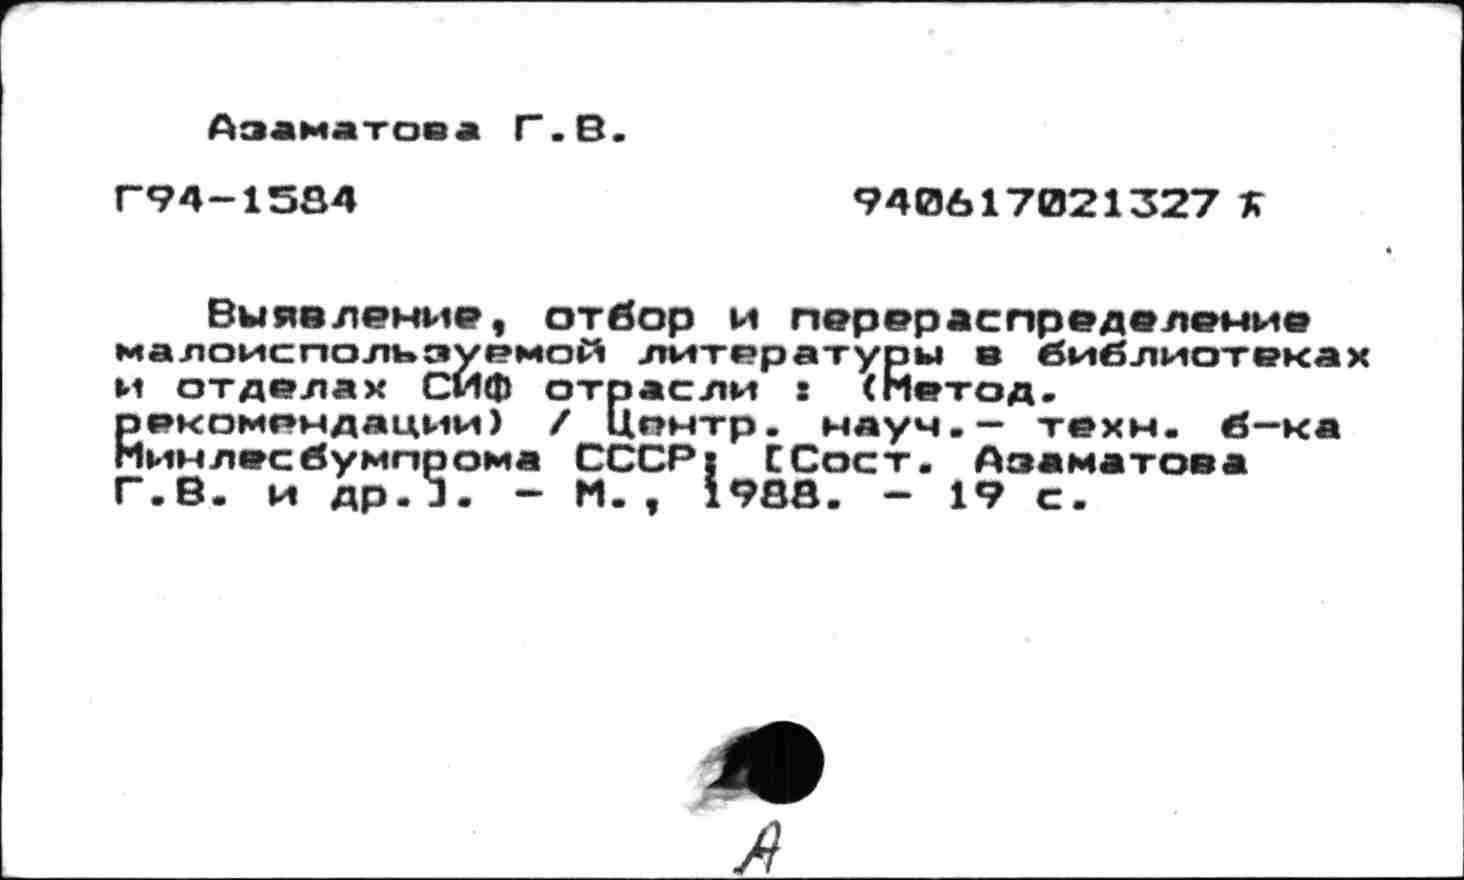 Азаматова Г.В.
Г94-1584 940617021327
Выявление, отбор и перераспределение
малоиспользуемой литературы в библиотеках
и отделах СИФ отрасли : (Метод.
рекомендации) / Центр. науч.- техн. б-ка
Минлесбумпрома СССР; [Сост. Азаматова
Г.В. и др.]. - М., 1988. - 19 с.
А